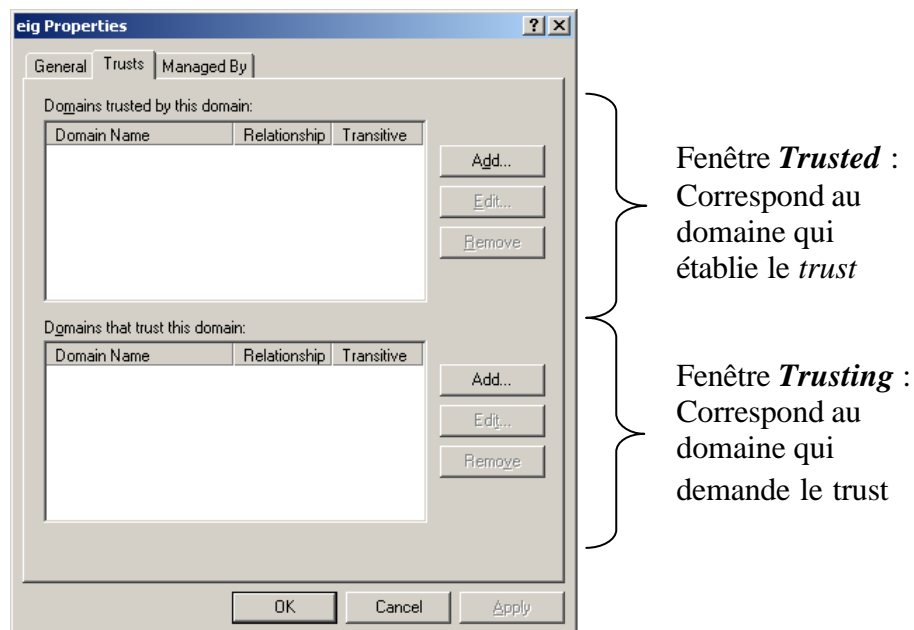 eig Properties
General Trusts Managed By
Domains trusted by this domain:
Domain Name Relationship Transitive
Add...
Edit...
Remove
Fenêtre Trusted :
Correspond au
domaine qui
établie le trust
Domains that trust this domain:
Domain Name Relationship Transitive
Add...
Edit...
Remove
Fenêtre Trusting :
Correspond au
domaine qui
demande le trust
OK Cancel Apply